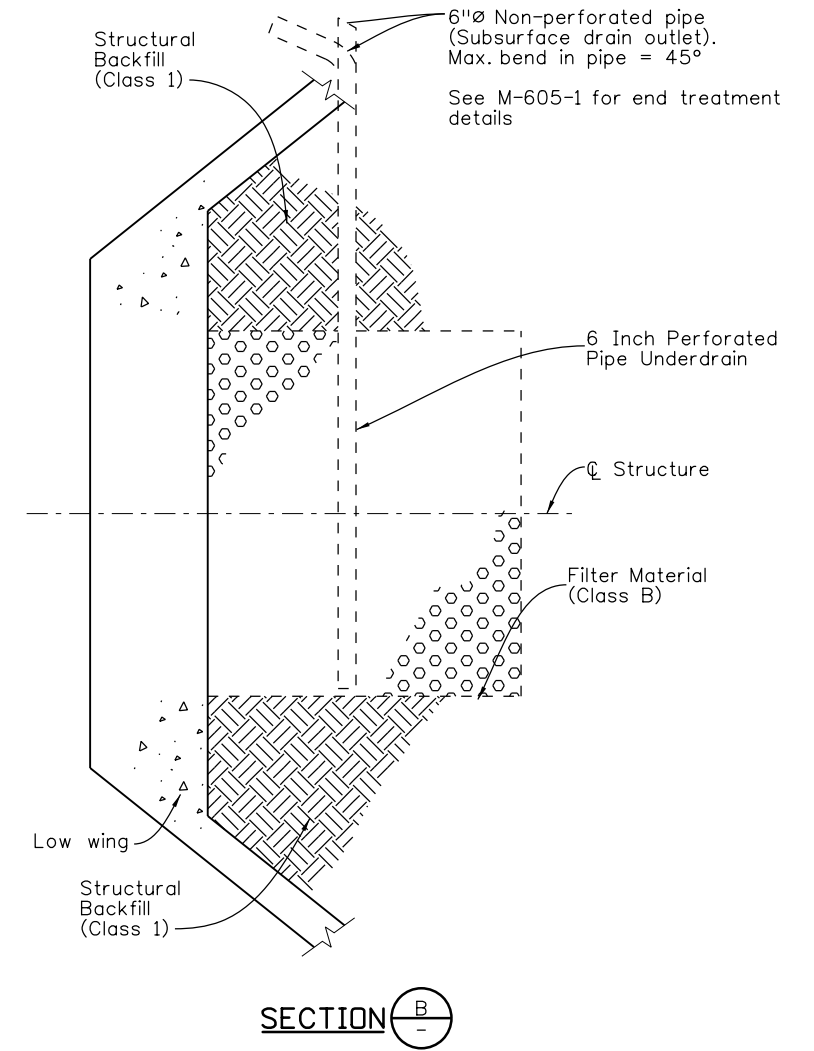 6"Ø Non-perforated pipe
(Subsurface drain outlet).
Max. bend in pipe = 45°
See M-605-1 for end treatment
details
Structural
Backfill
(Class 1)
6 Inch Perforated
Pipe Underdrain
℄ Structure
Filter Material
(Class B)
Low wing
Structural
Backfill
(Class 1)
SECTION
B
-